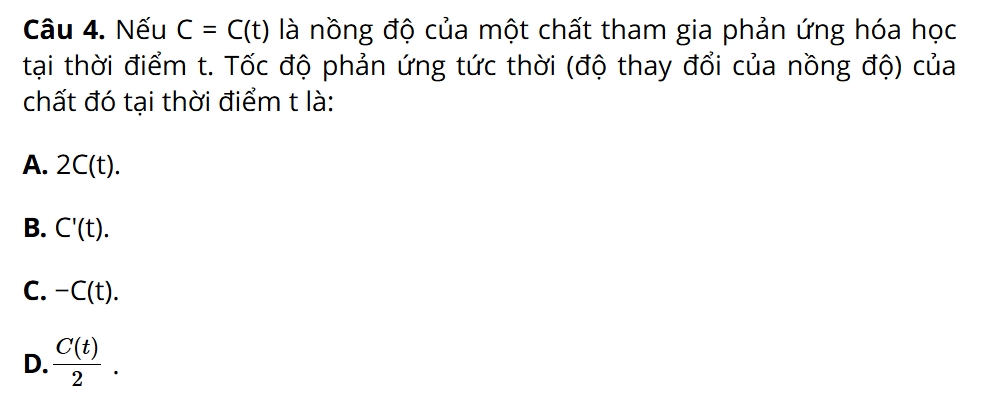 Câu 4. Nếu C = C(t) là nồng độ của một chất tham gia phản ứng hóa học
tại thời điểm t. Tốc độ phản ứng tức thời (độ thay đổi của nồng độ) của
chất đó tại thời điểm t là:
A. 2C(t).
B. C'(t).
C. −C(t).
D. \frac{C(t)}{2} .